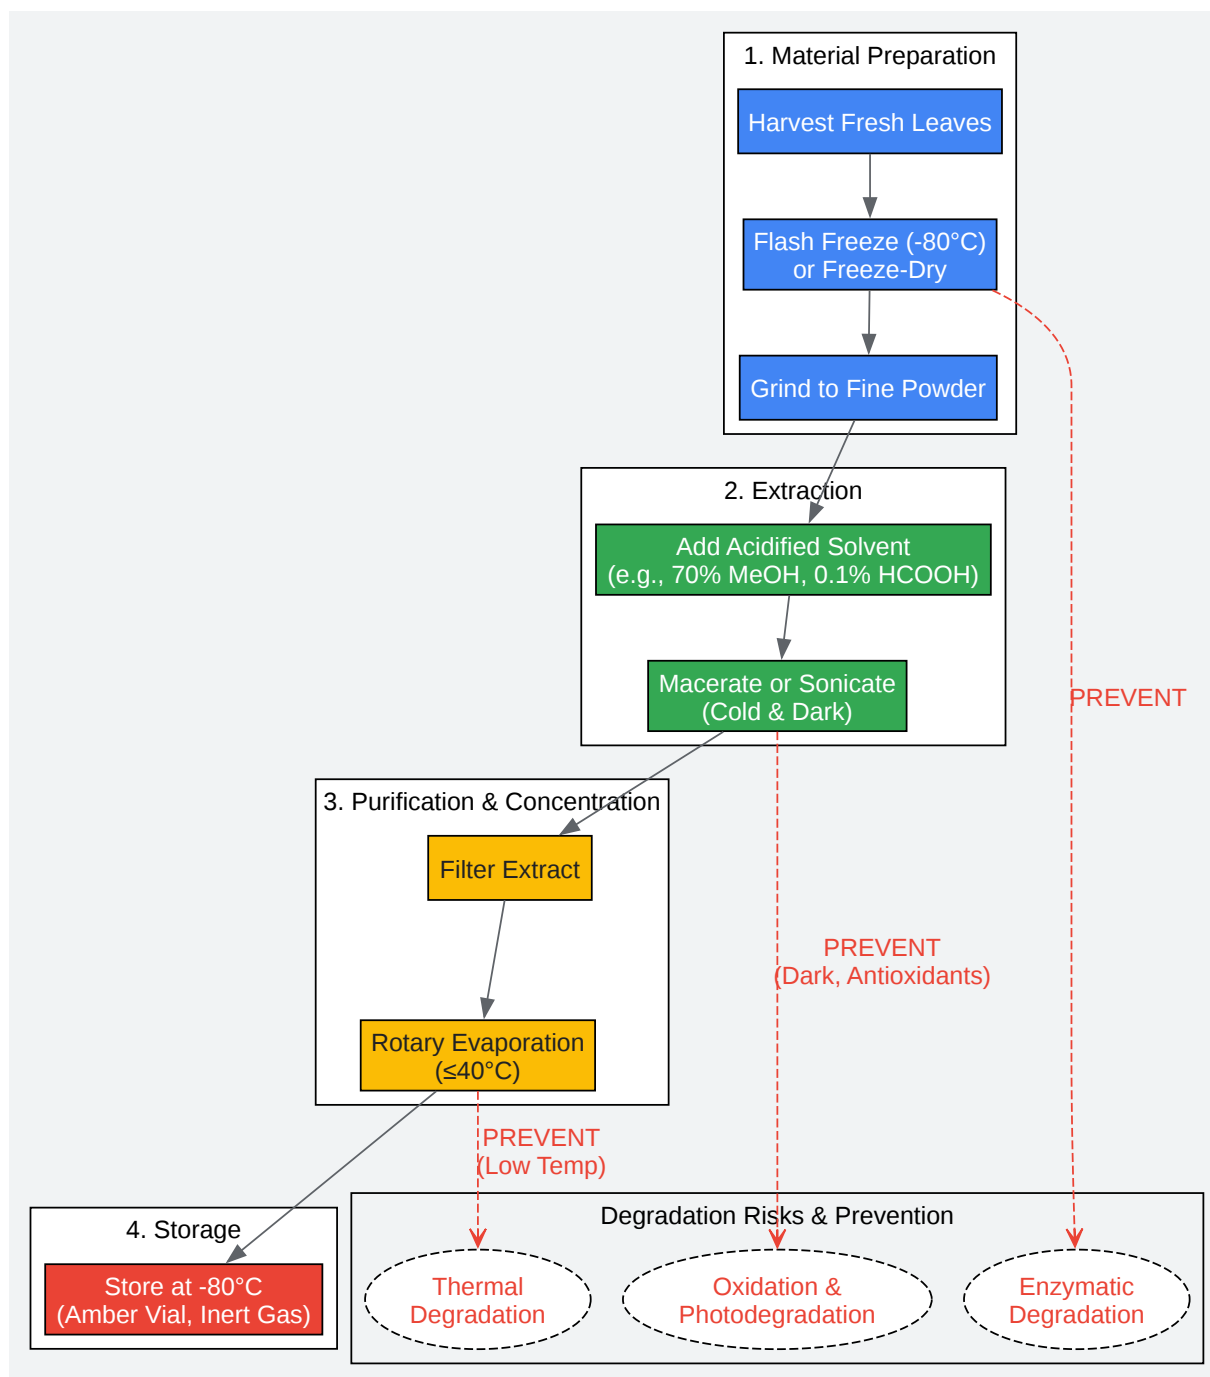 1. Material Preparation
Harvest Fresh Leaves
Flash Freeze (-80°C)
or Freeze-Dry
Grind to Fine Powder
2. Extraction
Add Acidified Solvent
(e.g., 70% MeOH, 0.1% HCOOH)
Macerate or Sonicate
(Cold & Dark)
PREVENT
3. Purification & Concentration
Filter Extract
PREVENT
(Dark, Antioxidants)
Rotary Evaporation
(≤40°C)
PREVENT
(Low Temp)
4. Storage
Store at -80°C
(Amber Vial, Inert Gas)
Degradation Risks & Prevention
Thermal
Degradation
Oxidation &
Photodegradation
Enzymatic
Degradation